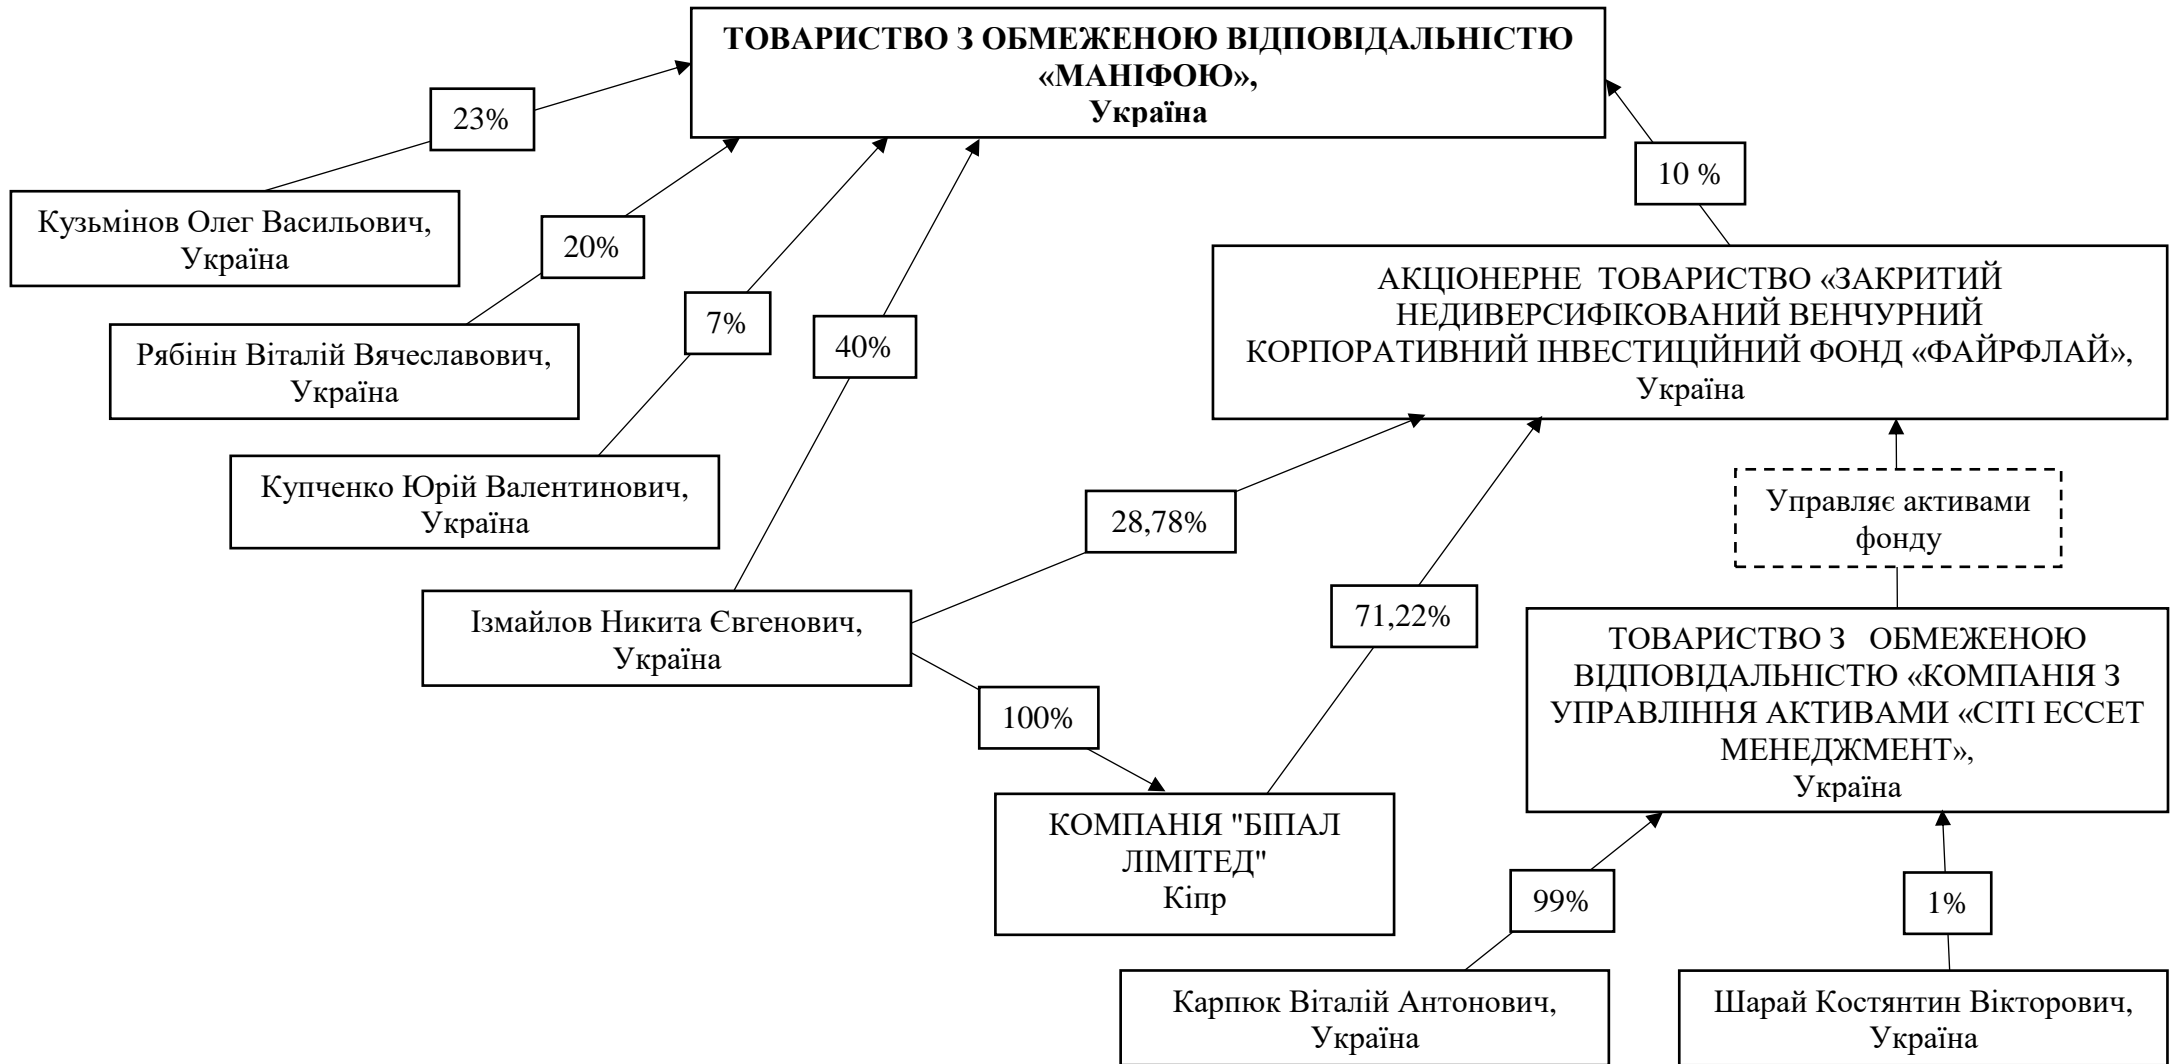 ТОВАРИСТВО З ОБМЕЖЕНОЮ ВІДПОВІДАЛЬНІСТЮ
«МАНІФОЮ»,
Україна
23%
10 %
Кузьмінов Олег Васильович,
Україна
20%
АКЦІОНЕРНЕ ТОВАРИСТВО «ЗАКРИТИЙ
НЕДИВЕРСИФІКОВАНИЙ ВЕНЧУРНИЙ
КОРПОРАТИВНИЙ ІНВЕСТИЦІЙНИЙ ФОНД «ФАЙРФЛАЙ»,
Україна
7%
40%
Рябінін Віталій Вячеславович,
Україна
Купченко Юрій Валентинович,
Україна
28,78%
Управляє активами
фонду
Ізмайлов Никита Євгенович,
Україна
71,22%
ТОВАРИСТВО З ОБМЕЖЕНОЮ
ВІДПОВІДАЛЬНІСТЮ «КОМПАНІЯ З
УПРАВЛІННЯ АКТИВАМИ «СІТІ ЕССЕТ
МЕНЕДЖМЕНТ»,
Україна
100%
КОМПАНІЯ "БІПАЛ
ЛІМІТЕД"
Кіпр
99%
1%
Карпюк Віталій Антонович,
Україна
Шарай Костянтин Вікторович,
Україна